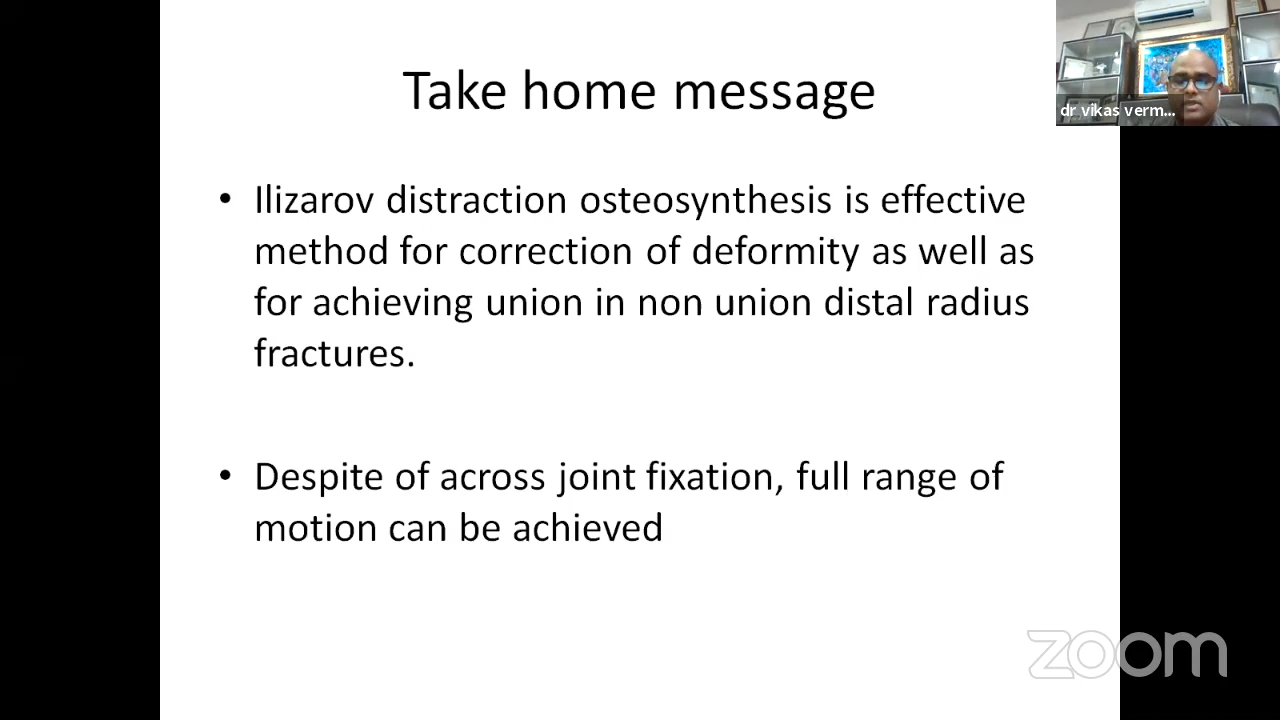 Take home message
dr vikas verm...
• Ilizarov distraction osteosynthesis is effective
method for correction of deformity as well as
for achieving union in non union distal radius
fractures.
• Despite of across joint fixation, full range of
motion can be achieved
zoom